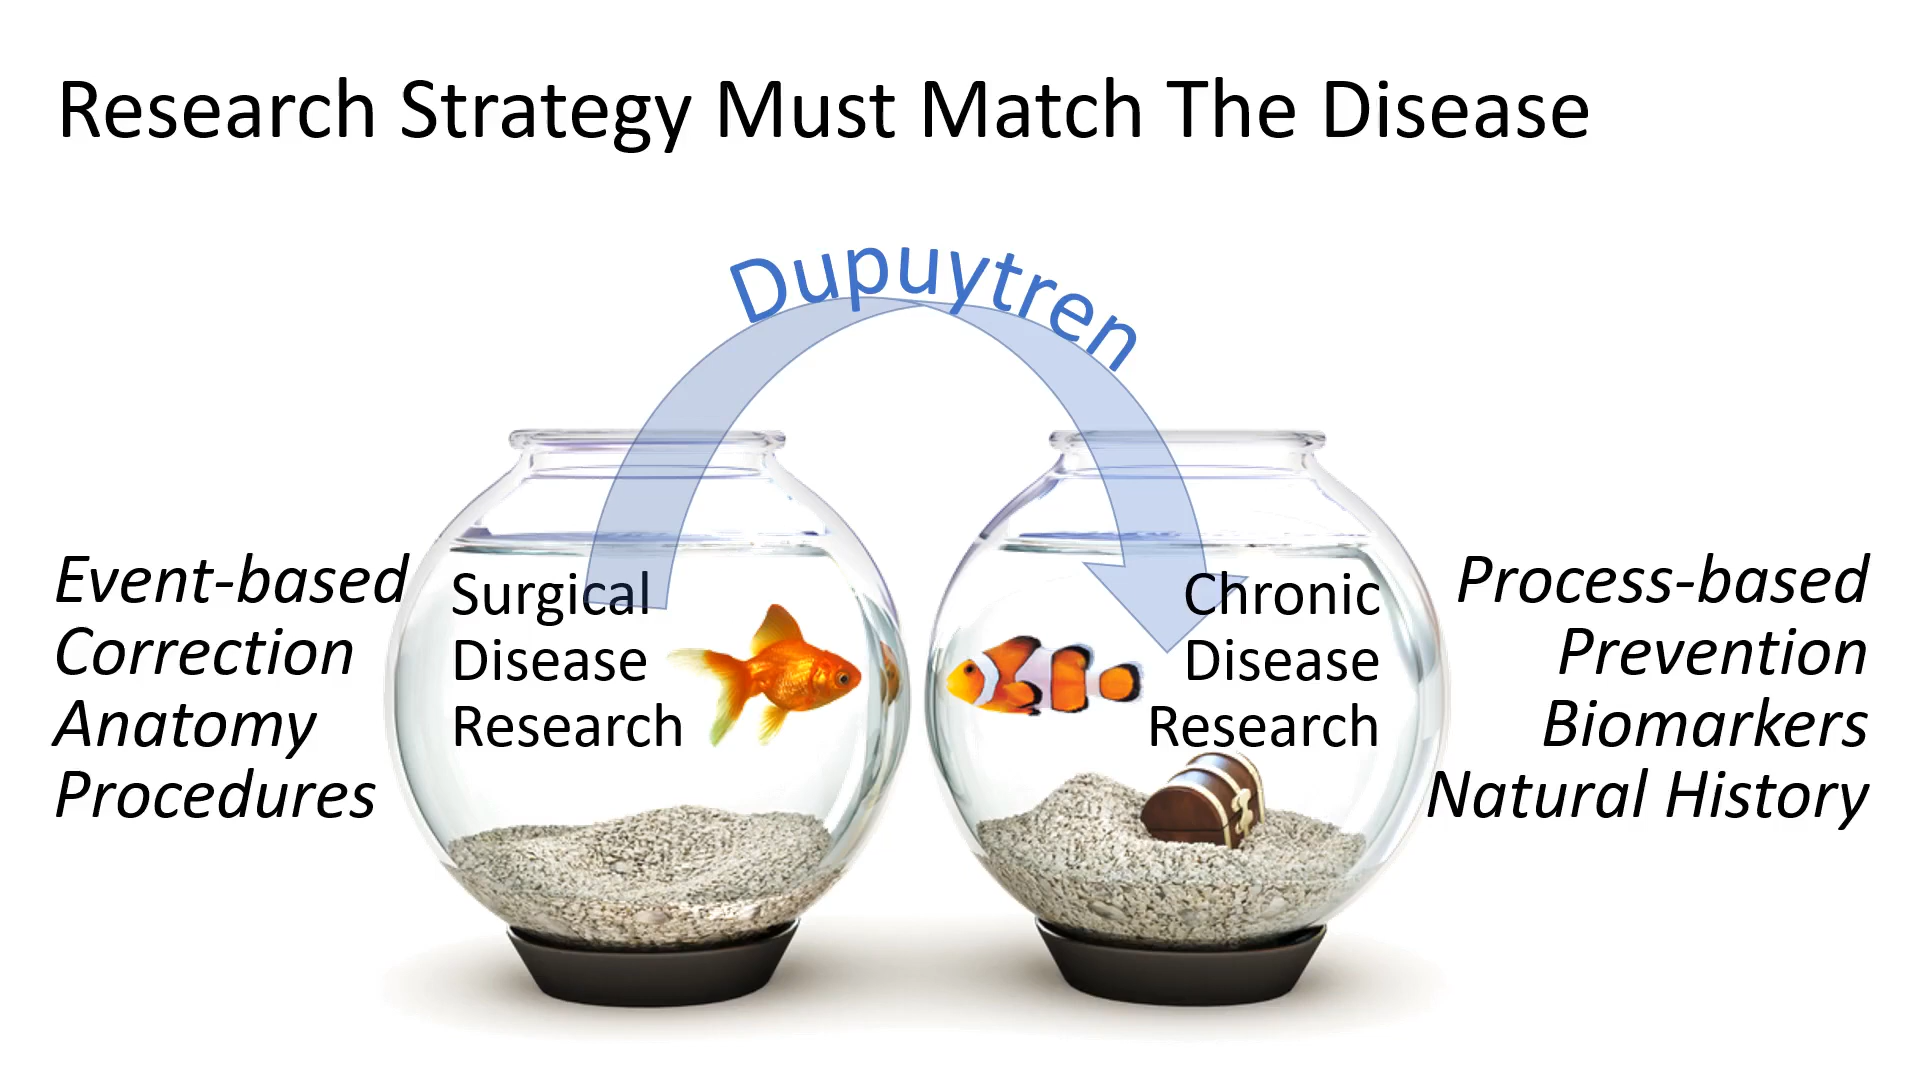 Research Strategy Must Match The Disease
Dupuytren
Event-based
Correction
Anatomy
Procedures
Surgical
Disease
Research
Chronic
Disease
Research
Process-based
Prevention
Biomarkers
Natural History